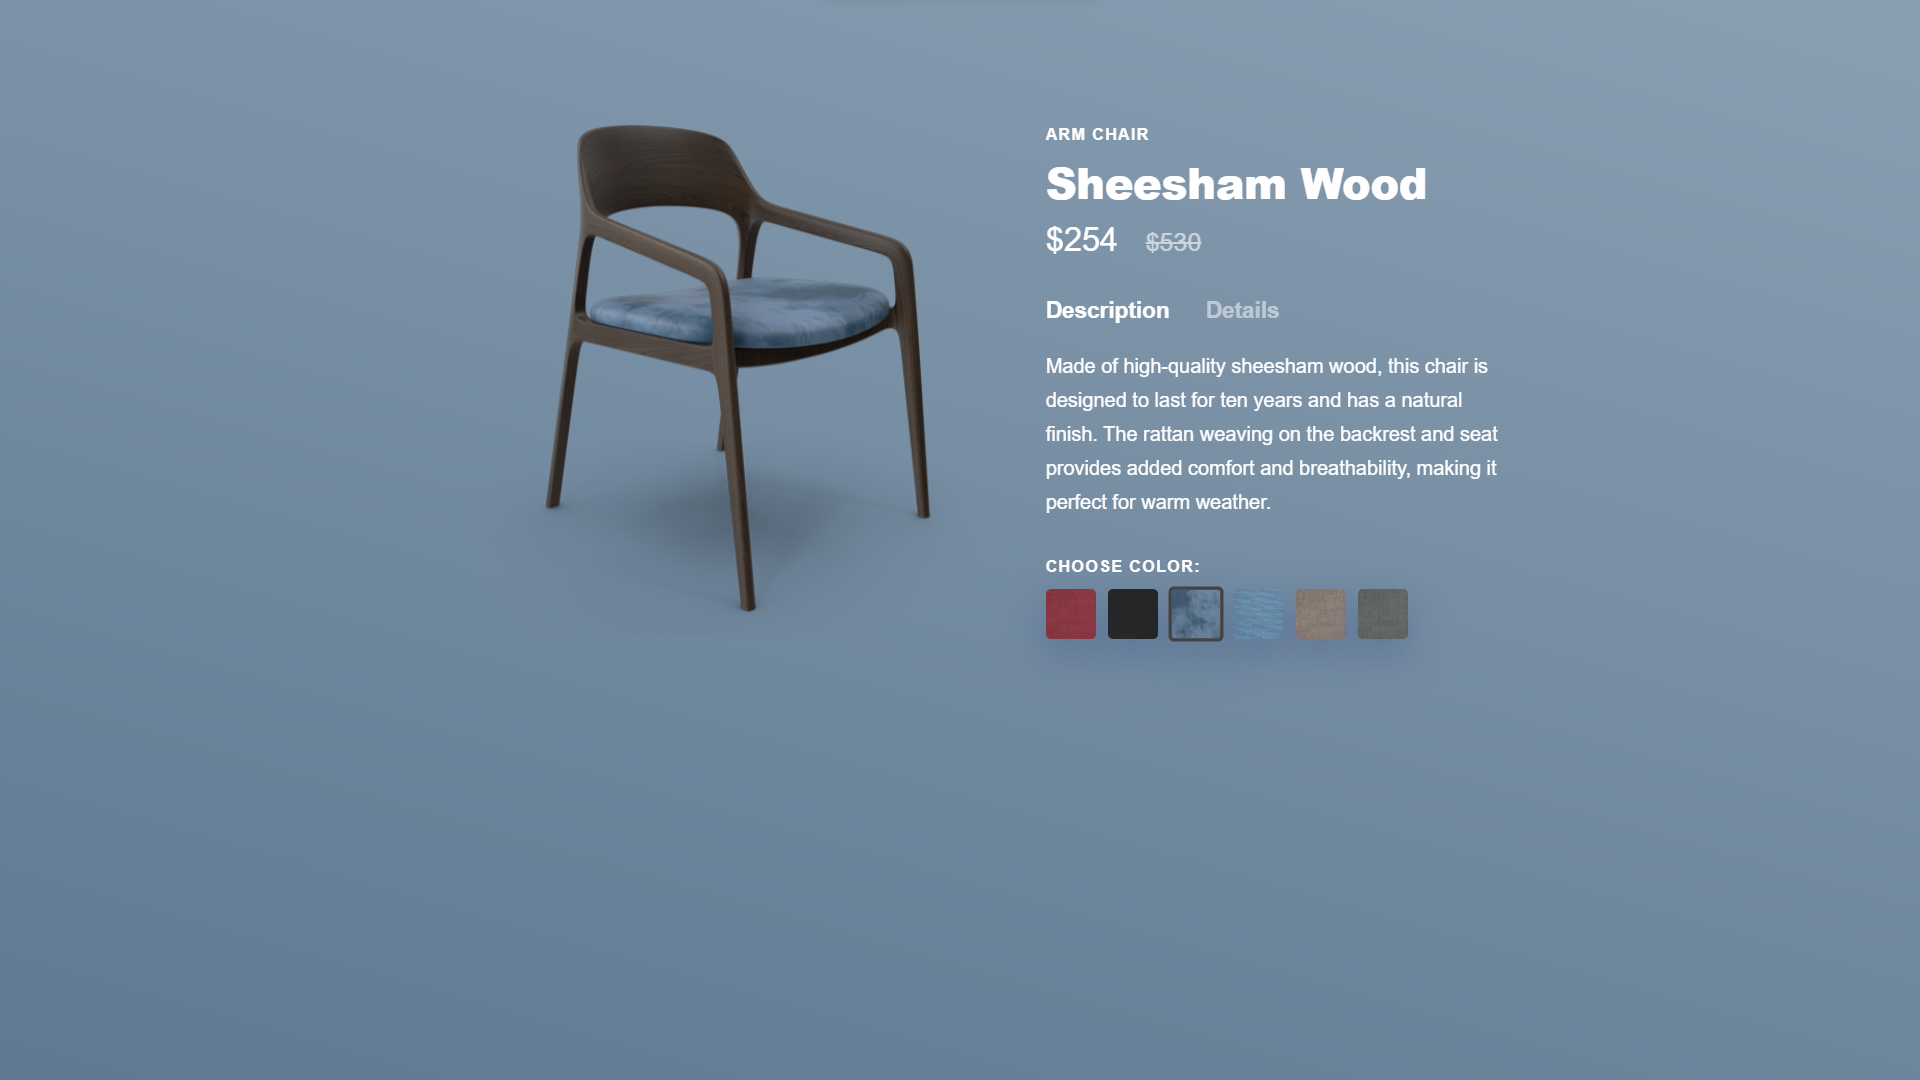 ARM CHAIR
Sheesham Wood
$254 $530
Description Details
Made of high-quality sheesham wood, this chair is
designed to last for ten years and has a natural
finish. The rattan weaving on the backrest and seat
provides added comfort and breathability, making it
perfect for warm weather.
CHOOSE COLOR: